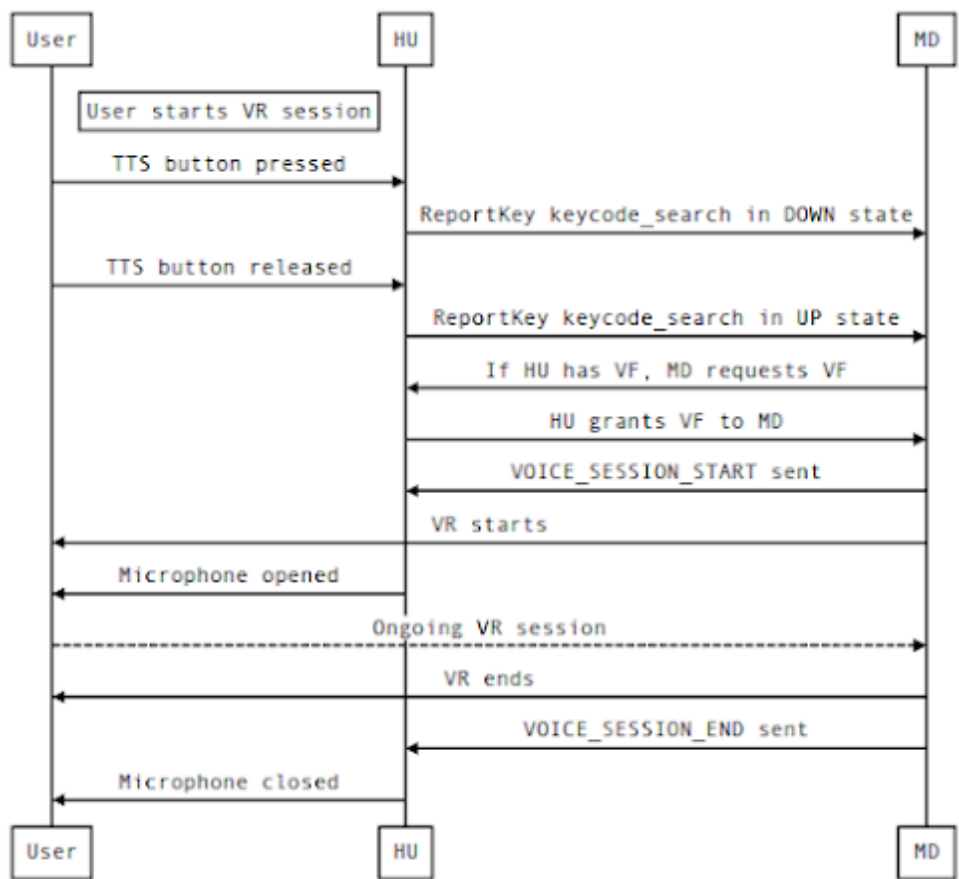 User HU MD
User starts VR session
TTS button pressed
ReportKey keycode_search in DOWN state
TTS button released
ReportKey keycode_search in UP state
If HU has VF, MD requests VF
HU grants VF to MD
VOICE_SESSION_START sent
VR starts
Microphone opened
Ongoing VR session
VR ends
VOICE_SESSION_END sent
Microphone closed
User HU MD